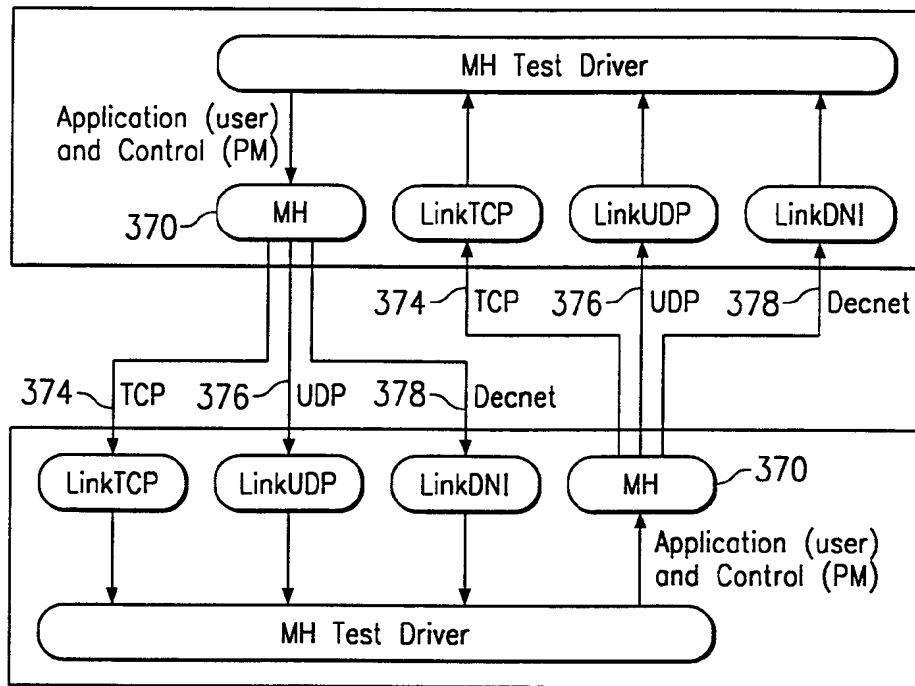 MH Test Driver
Application (user)
and Control (PM)
370
MH
LinkTCP
LinkUDP
LinkDNI
374
TCP
376
UDP
378
Decnet
374
TCP
376
UDP
378
Decnet
LinkTCP
LinkUDP
LinkDNI
MH
370
Application (user)
and Control (PM)
MH Test Driver